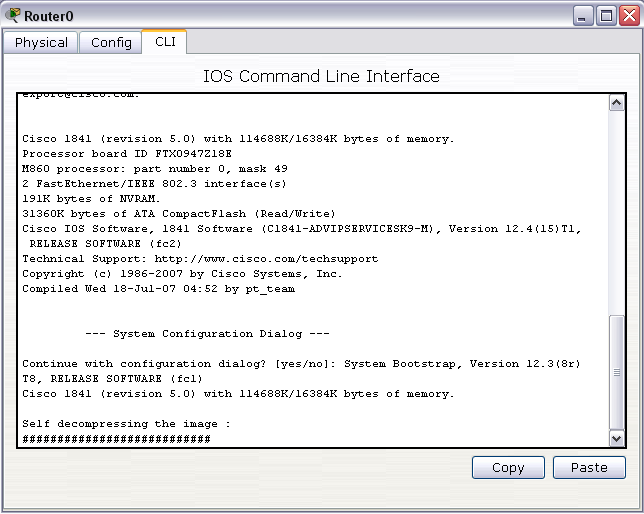 Router0
Physical Config CLI
IOS Command Line Interface
export@cisco.com.
Cisco 1841 (revision 5.0) with 114688K/16384K bytes of memory.
Processor board ID FTX0947Z18E
M860 processor: part number 0, mask 49
2 FastEthernet/IEEE 802.3 interface(s)
191K bytes of NVRAM.
31360K bytes of ATA CompactFlash (Read/Write)
Cisco IOS Software, 1841 Software (C1841-ADVIPSERVICESK9-M), Version 12.4(15)T1,
RELEASE SOFTWARE (fc2)
Technical Support: http://www.cisco.com/techsupport
Copyright (c) 1986-2007 by Cisco Systems, Inc.
Compiled Wed 18-Jul-07 04:52 by pt_team
--- System Configuration Dialog ---
Continue with configuration dialog? [yes/no]: System Bootstrap, Version 12.3(8r)
T8, RELEASE SOFTWARE (fc1)
Cisco 1841 (revision 5.0) with 114688K/16384K bytes of memory.
Self decompressing the image :
###########################
Copy Paste